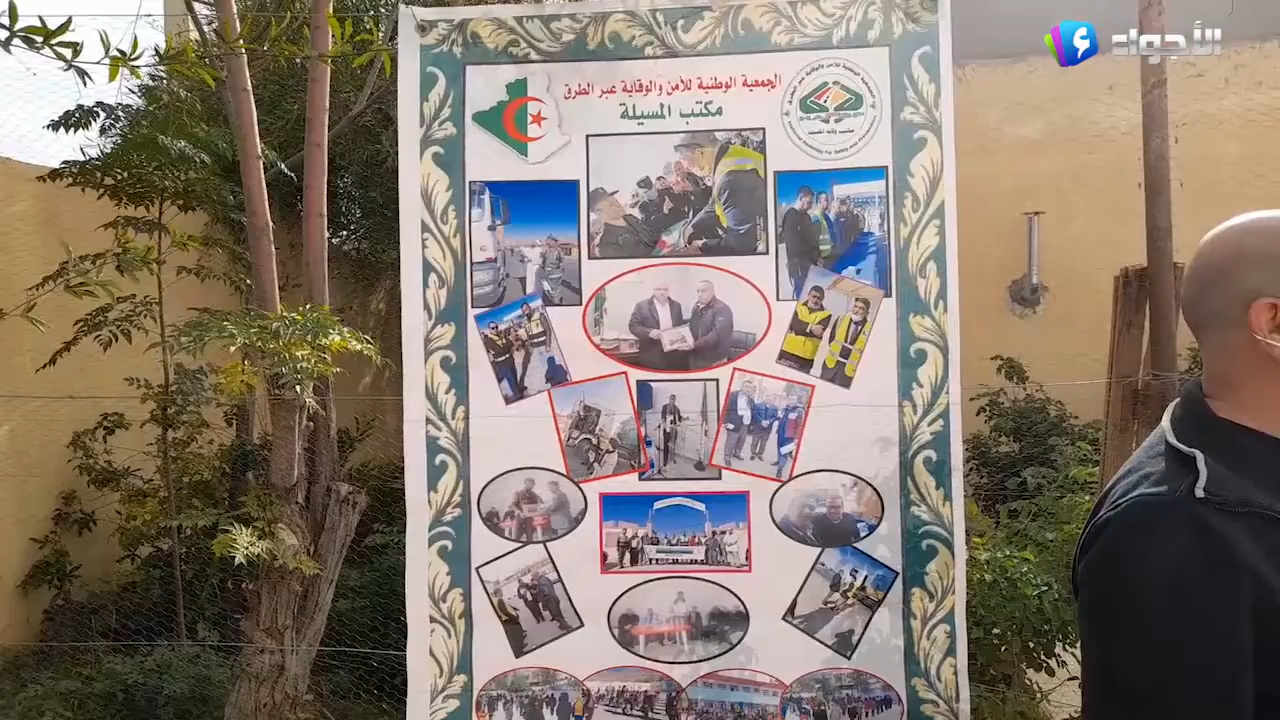 الأجواء
الجمعية الوطنية للأمن والوقاية عبر الطرق
مكتب المسيلة